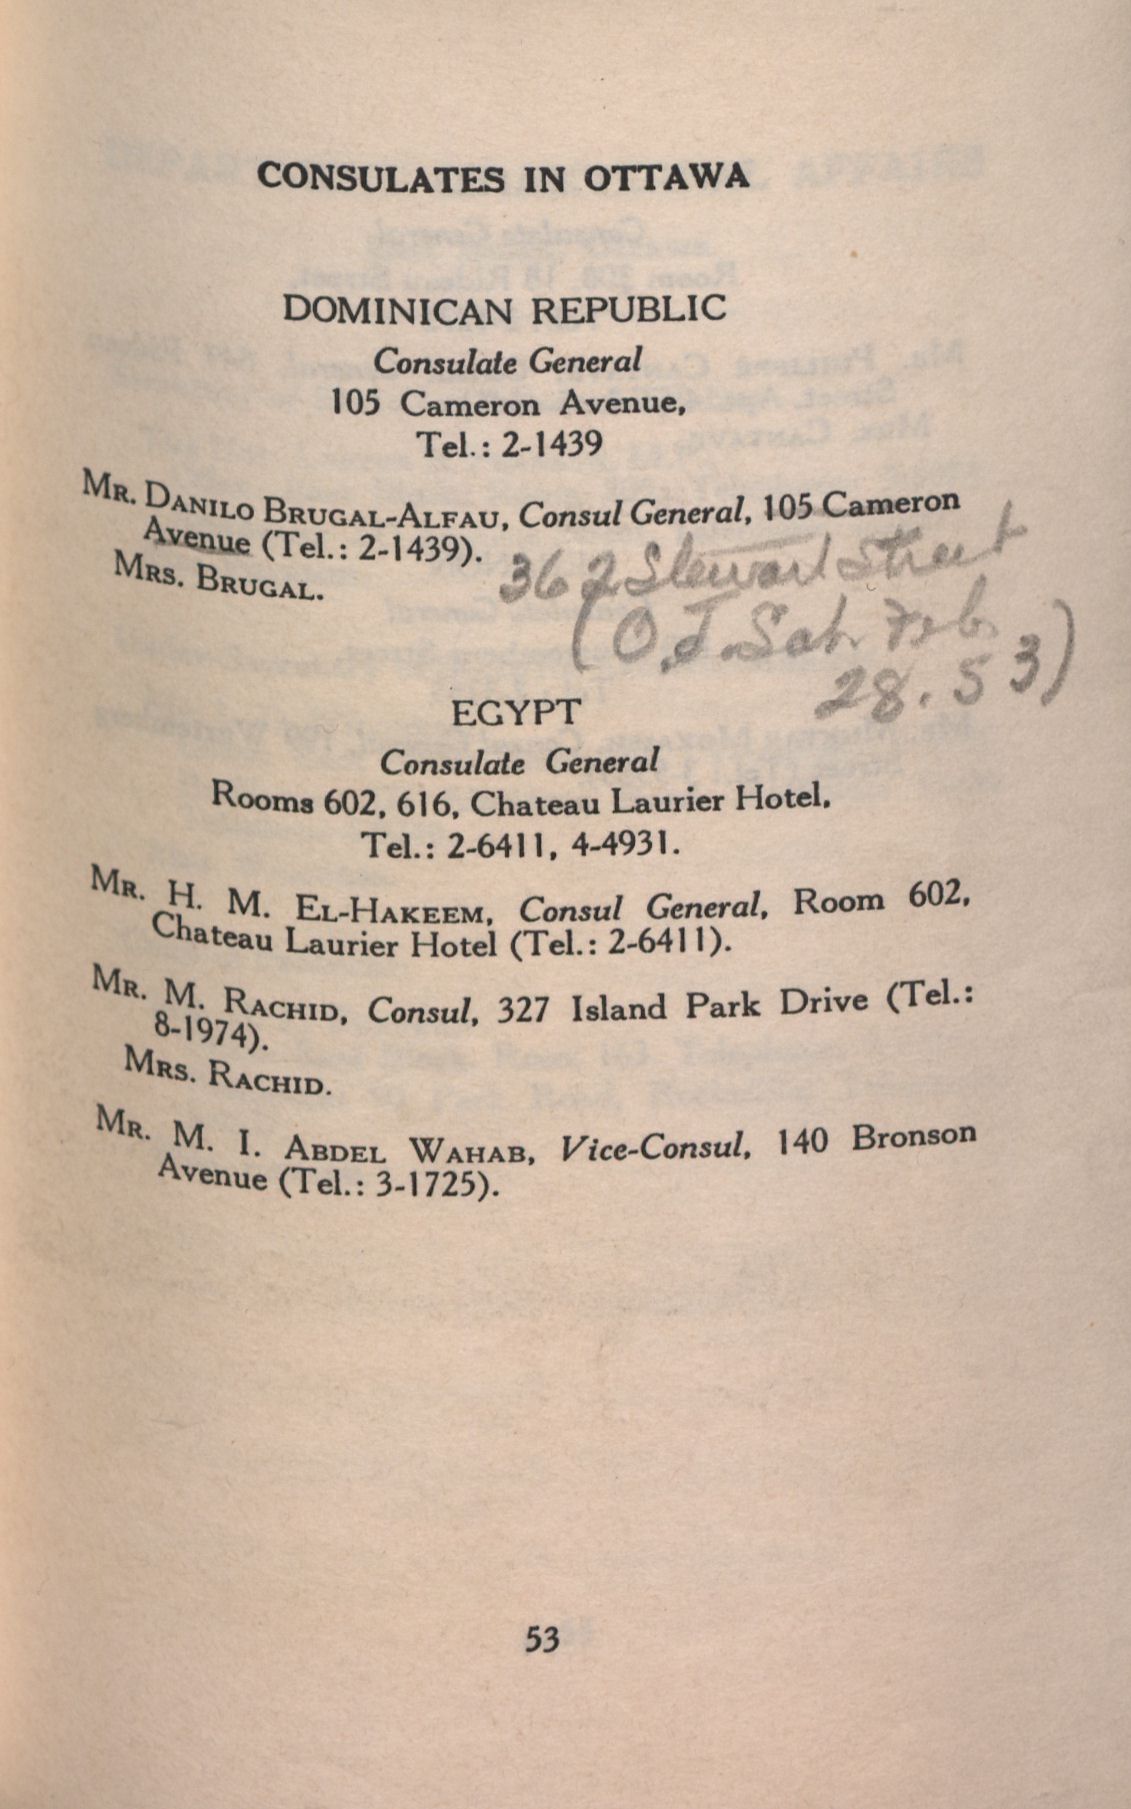 CONSULATES IN OTTAWA
DOMINICAN REPUBLIC
Consulate General
105 Cameron Avenue,
Tel.: 2-1439
MR. DANILO BRUGAL-ALFAU, Consul General, 105 Cameron
Avenue (Tel.: 2-1439).
MRS. BRUGAL.
362 Stewart Street
(O.J. Sat. Feb.
28. 53)
EGYPT
Consulate General
Rooms 602, 616, Chateau Laurier Hotel,
Tel.: 2-6411, 4-4931.
MR. H. M. EL-HAKEEM, Consul General, Room 602,
Chateau Laurier Hotel (Tel.: 2-6411).
MR. M. RACHID, Consul, 327 Island Park Drive (Tel.:
8-1974).
MRS. RACHID.
MR. M. I. ABDEL WAHAB, Vice-Consul, 140 Bronson
Avenue (Tel.: 3-1725).
53